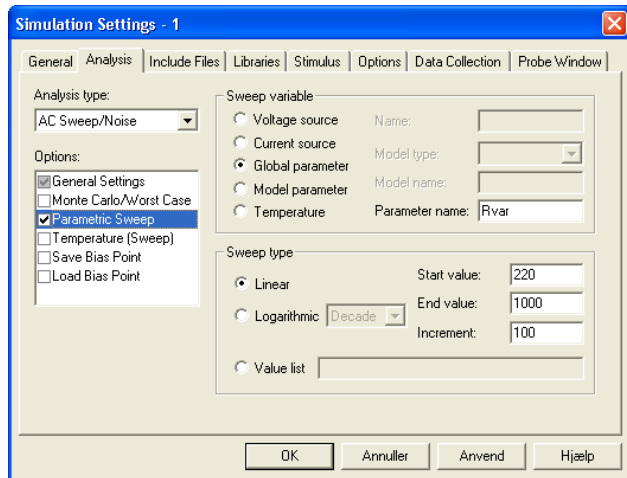 Simulation Settings - 1
General Analysis Include Files Libraries Stimulus Options Data Collection Probe Window
Analysis type:
AC Sweep/Noise
Options:
General Settings
Monte Carlo/Worst Case
Parametric Sweep
Temperature (Sweep)
Save Bias Point
Load Bias Point
Sweep variable
Voltage source
Current source
Global parameter
Model parameter
Temperature
Name:
Model type:
Model name:
Parameter name: Rvar
Sweep type
Linear
Logarithmic Decade
Value list
Start value: 220
End value: 1000
Increment: 100
OK Annuller Anvend Hjælp